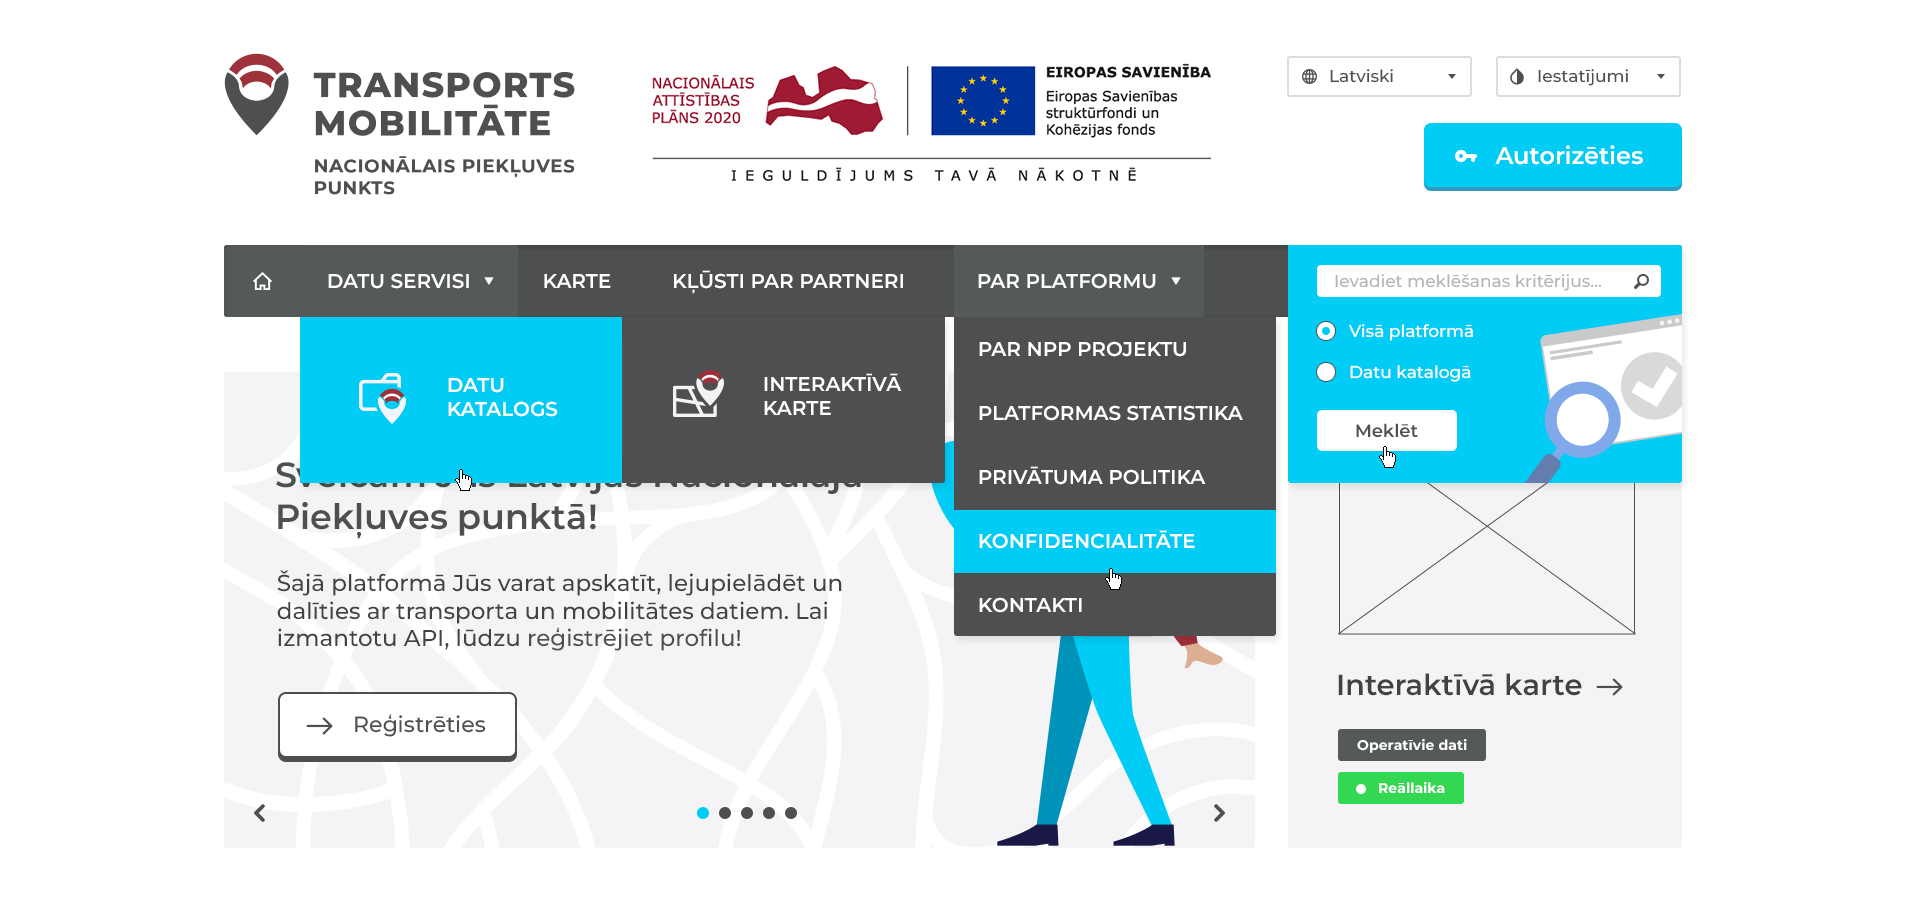 TRANSPORTS
MOBILITĀTE
NACIONĀLAIS PIEKĻUVES
PUNKTS
NACIONĀLAIS
ATTĪSTĪBAS
PLĀNS 2020
EIROPAS SAVIENĪBA
Eiropas Savienības
struktūrfondi un
Kohēzijas fonds
IEGULDĪJUMS TAVĀ NĀKOTNĒ
Latviski
Iestatījumi
Autorizēties
DATU SERVISI
KARTE
KĻŪSTI PAR PARTNERI
PAR PLATFORMU
Ievadiet meklēšanas kritērijus...
Visā platformā
Datu katalogā
Meklēt
DATU
KATALOGS
INTERAKTĪVĀ
KARTE
PAR NPP PROJEKTU
PLATFORMAS STATISTIKA
PRIVĀTUMA POLITIKA
KONFIDENCIALITĀTE
KONTAKTI
Piekļuves punktā!
Šajā platformā Jūs varat apskatīt, lejupielādēt un
dalīties ar transporta un mobilitātes datiem. Lai
izmantotu API, lūdzu reģistrējiet profilu!
Reģistrēties
Interaktīvā karte
Operatīvie dati
Reāllaika